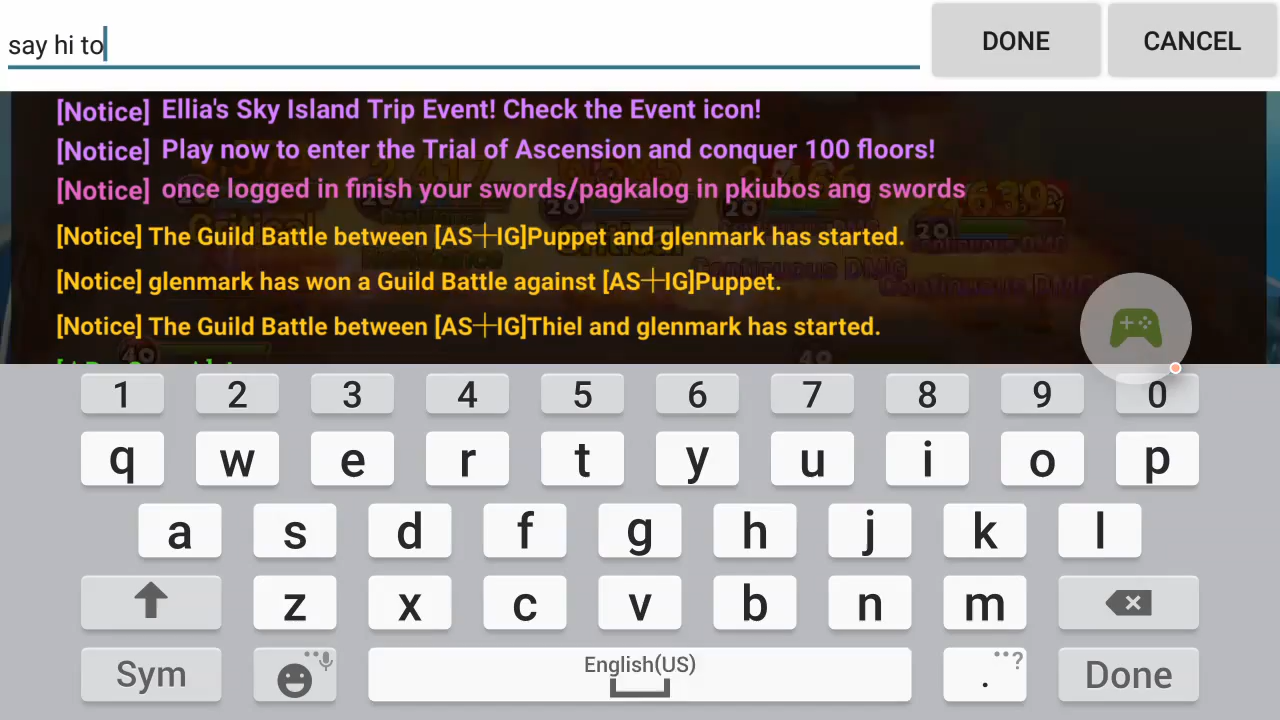 say hi to
DONE
CANCEL
[Notice] Ellia's Sky Island Trip Event! Check the Event icon!
[Notice] Play now to enter the Trial of Ascension and conquer 100 floors!
[Notice] once logged in finish your swords/pagkalog in pkiubos ang swords
[Notice] The Guild Battle between [AS┼IG]Puppet and glenmark has started.
[Notice] glenmark has won a Guild Battle against [AS┼IG]Puppet.
[Notice] The Guild Battle between [AS┼IG]Thiel and glenmark has started.
1 2 3 4 5 6 7 8 9 0
q w e r t y u i o p
a s d f g h j k l
z x c v b n m
English(US)
Sym . ? Done